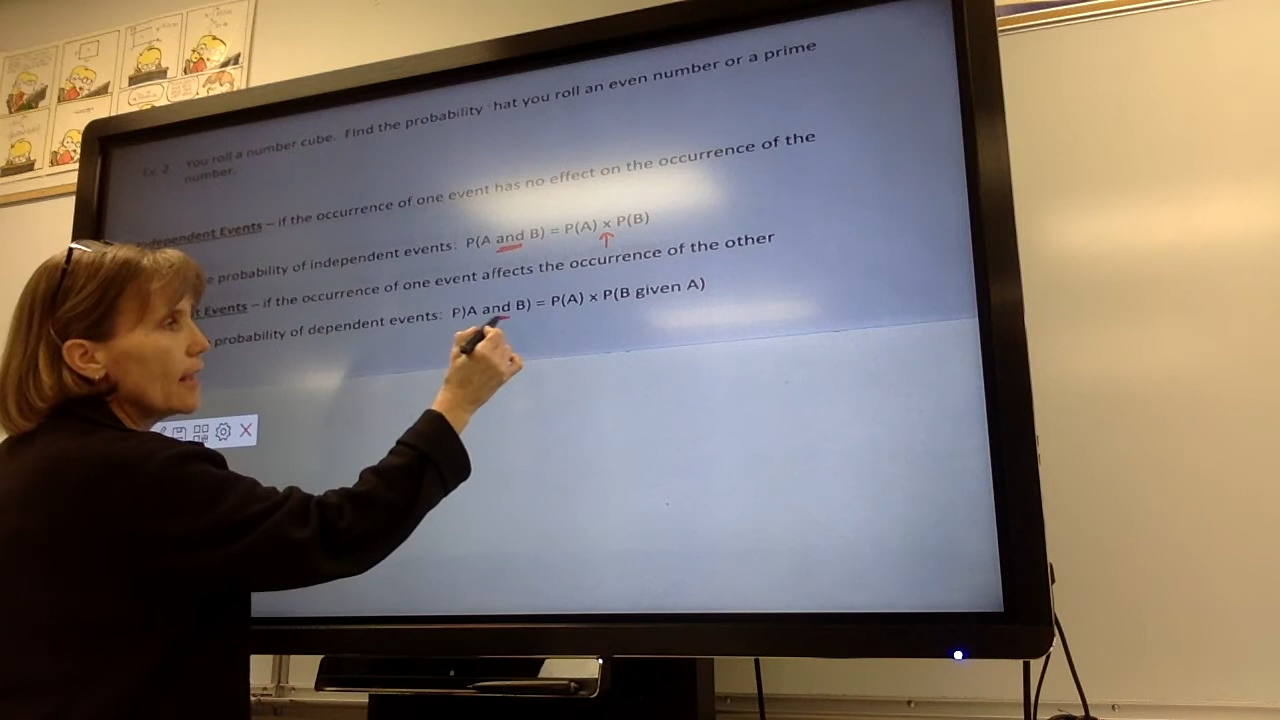 Ex. 2 You roll a number cube. Find the probability hat you roll an even number or a prime
number.
Independent Events – if the occurrence of one event has no effect on the occurrence of the
probability of independent events: P(A and B) = P(A) x P(B)
Events – if the occurrence of one event affects the occurrence of the other
probability of dependent events: P)A and B) = P(A) x P(B given A)